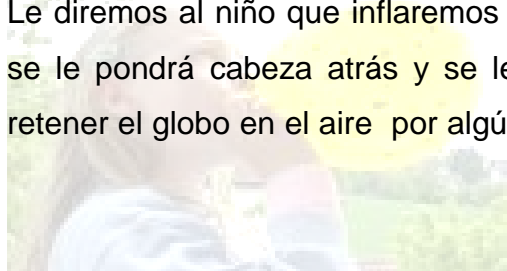 Le diremos al niño que inflaremos
se le pondrá cabeza atrás y se le
retener el globo en el aire por algú